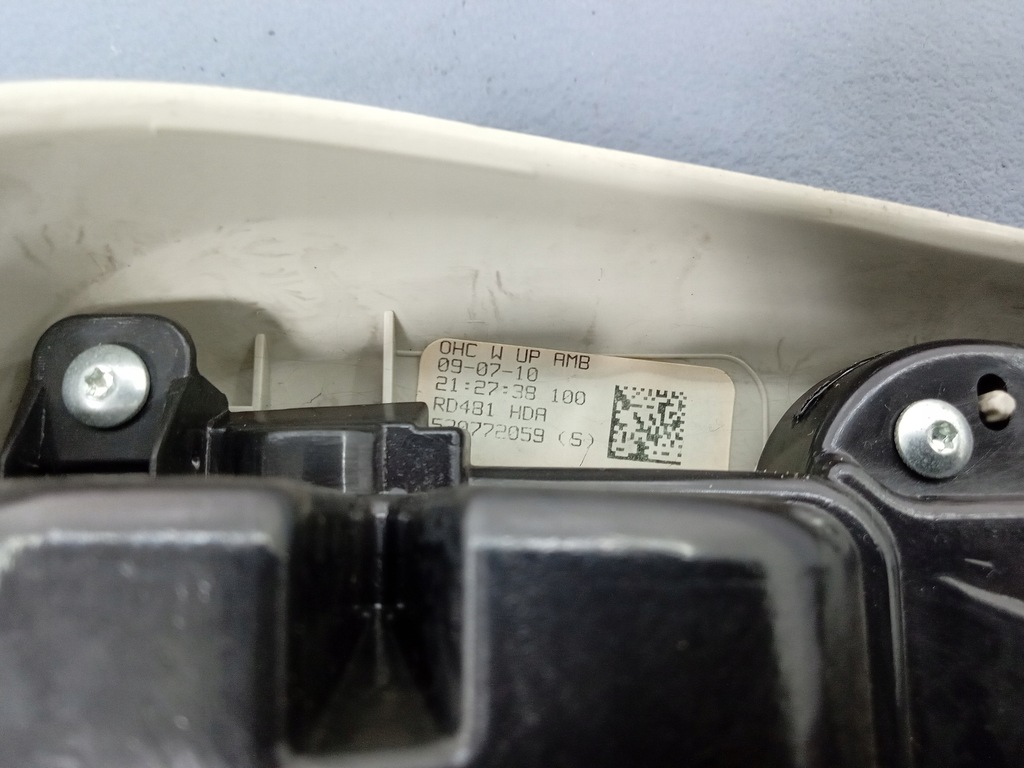 OHC W UP AMB
09-07-10
21:27:38 100
RD481 HDA
(S)